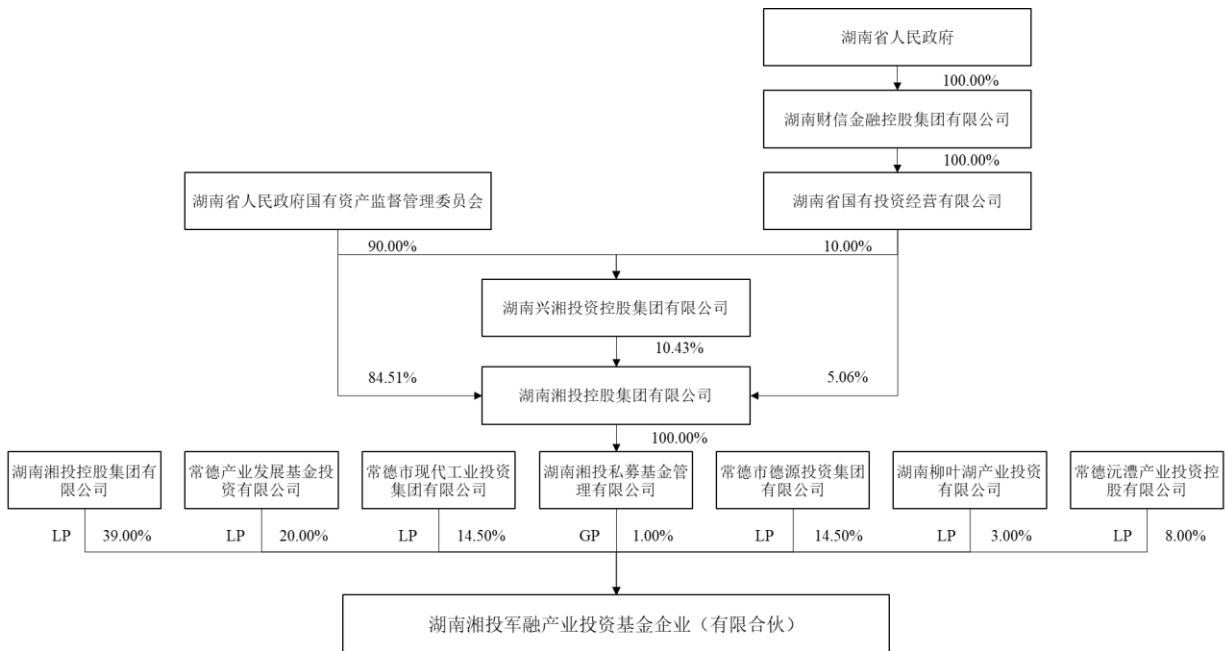 湖南省人民政府
100.00%
湖南财信金融控股集团有限公司
100.00%
湖南省人民政府国有资产监督管理委员会
湖南省国有投资经营有限公司
90.00%
10.00%
湖南兴湘投资控股集团有限公司
10.43%
84.51%
5.06%
湖南湘投控股集团有限公司
100.00%
湖南湘投控股集团有
限公司
常德产业发展基金投
资有限公司
常德市现代工业投资
集团有限公司
湖南湘投私募基金管
理有限公司
常德市德源投资集团
有限公司
湖南柳叶湖产业投资
有限公司
常德沅澧产业投资控
股有限公司
LP 39.00%
LP 20.00%
LP 14.50%
GP 1.00%
LP 14.50%
LP 3.00%
LP 8.00%
湖南湘投军融产业投资基金企业（有限合伙）